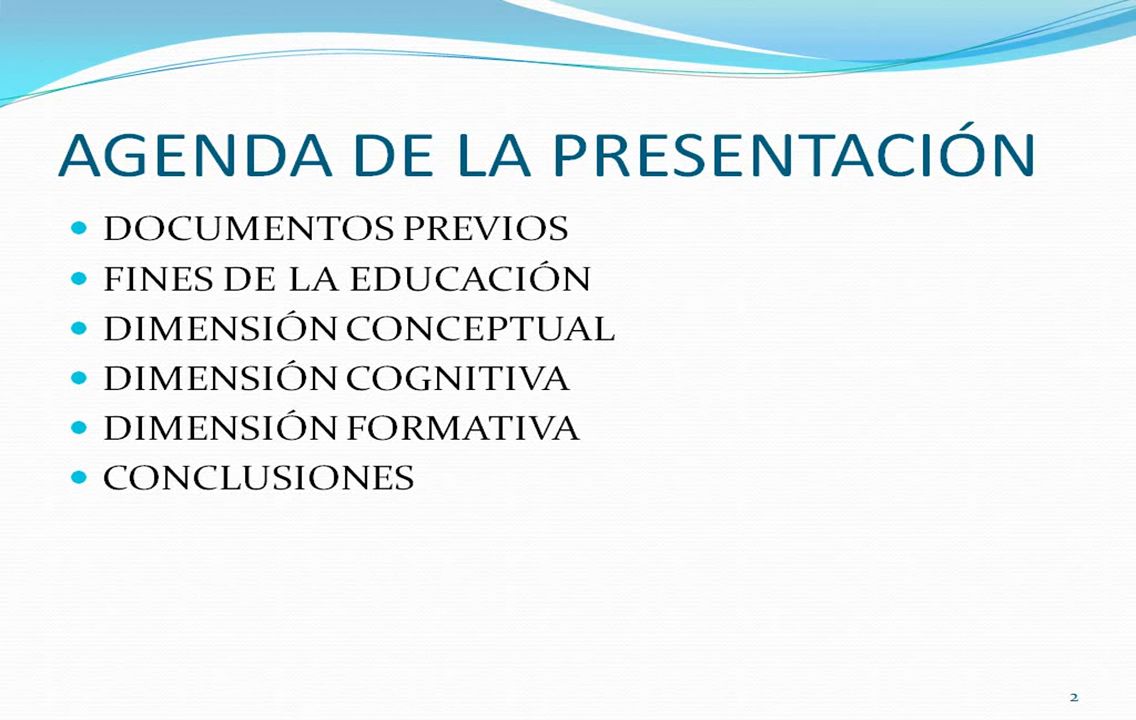 AGENDA DE LA PRESENTACIÓN
• DOCUMENTOS PREVIOS
• FINES DE LA EDUCACIÓN
• DIMENSIÓN CONCEPTUAL
• DIMENSIÓN COGNITIVA
• DIMENSIÓN FORMATIVA
• CONCLUSIONES
2